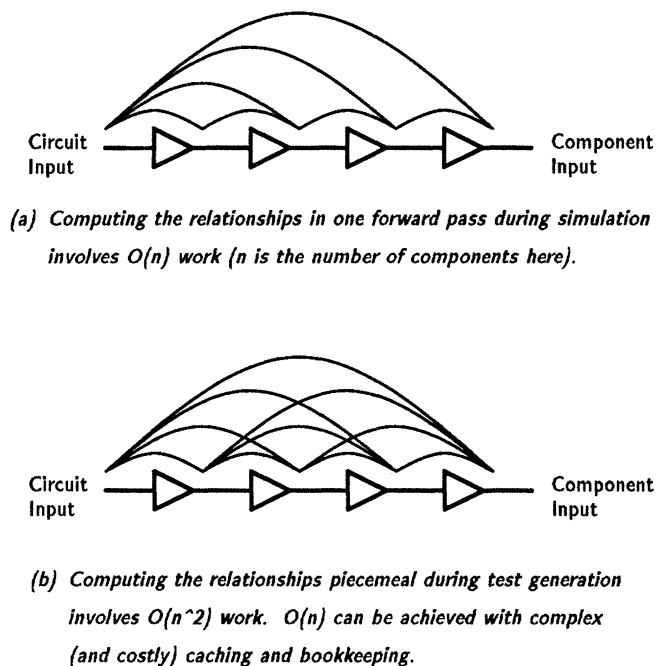 Circuit
Input
Component
Input
(a) Computing the relationships in one forward pass during simulation
involves O(n) work (n is the number of components here).
Circuit
Input
Component
Input
(b) Computing the relationships piecemeal during test generation
involves O(n^2) work. O(n) can be achieved with complex
(and costly) caching and bookkeeping.